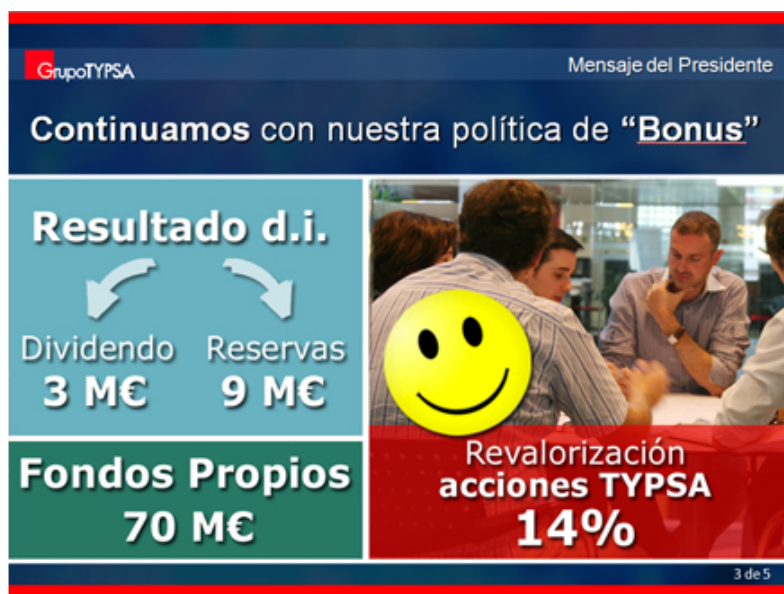 GrupoTYPSA
Mensaje del Presidente
Continuamos con nuestra política de “Bonus”
Resultado d.i.
Dividendo
3 M€
Reservas
9 M€
Fondos Propios
70 M€
Revalorización
acciones TYPSA
14%
3 de 5